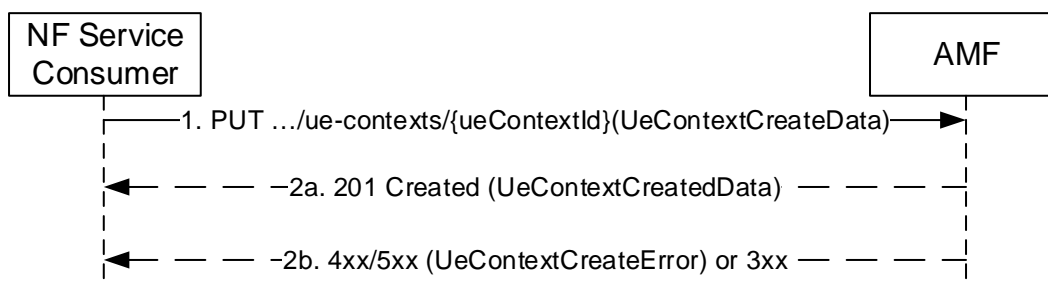 NF Service
Consumer
AMF
1. PUT …/ue-contexts/{ueContextId}(UeContextCreateData)
2a. 201 Created (UeContextCreatedData)
2b. 4xx/5xx (UeContextCreateError) or 3xx